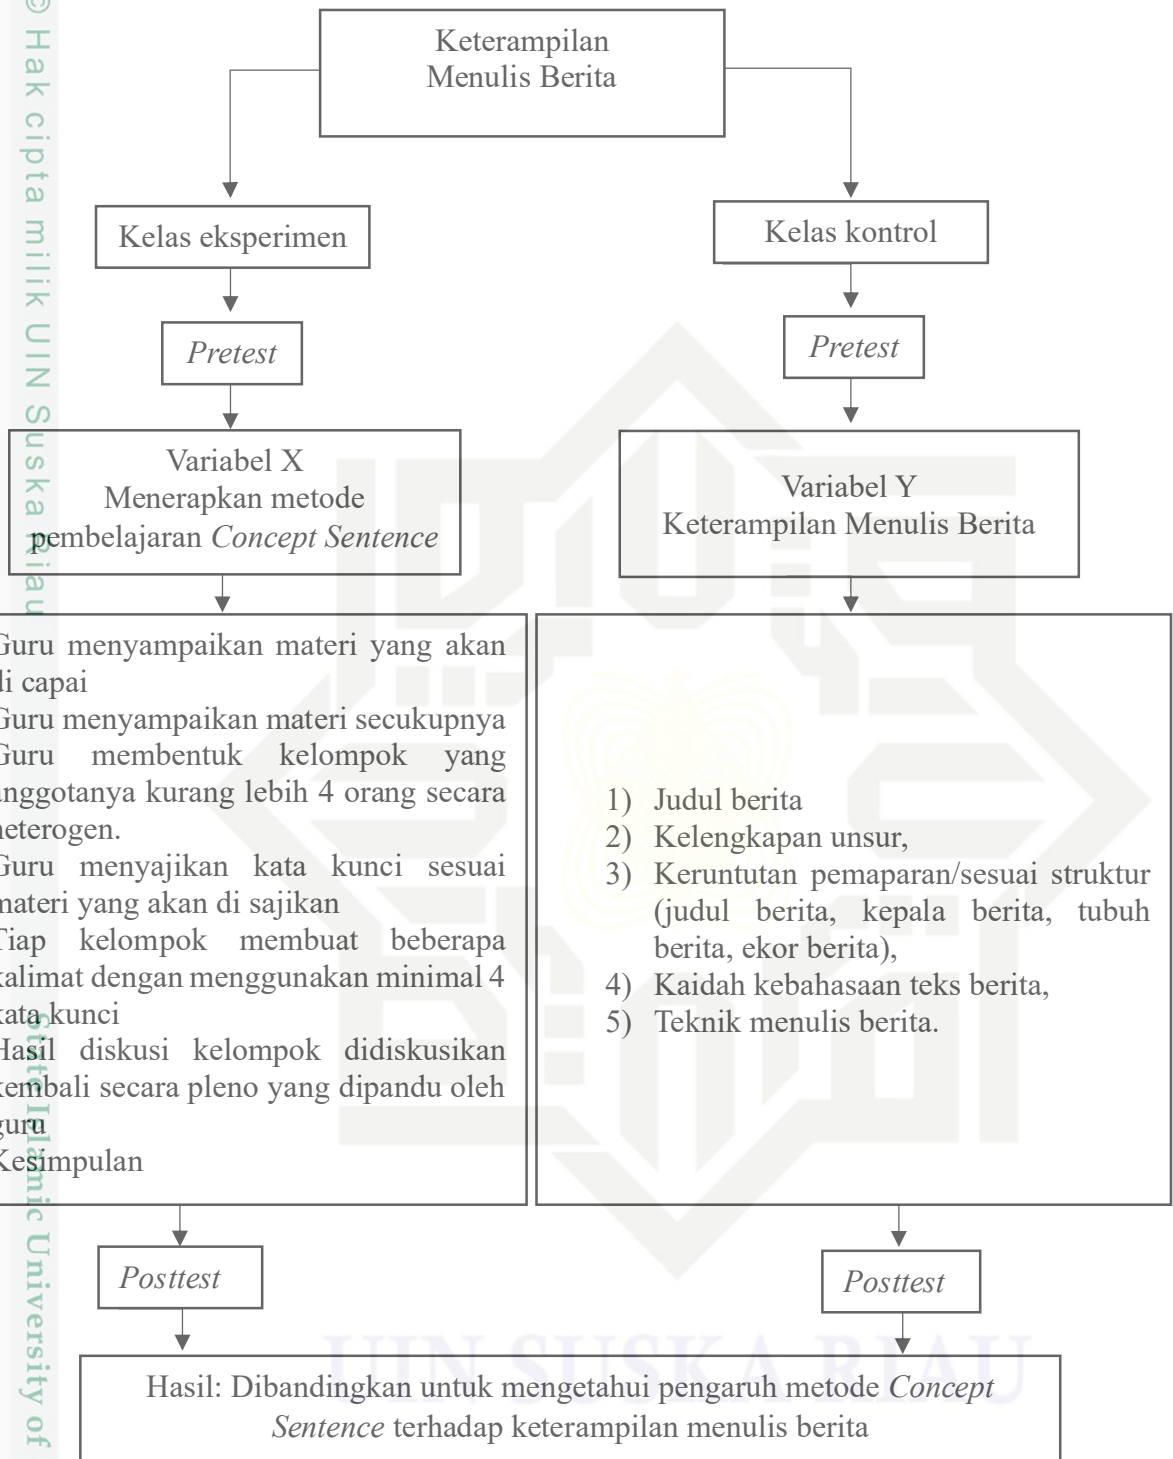 Keterampilan
Menulis Berita
Kelas eksperimen
Kelas kontrol
Pretest
Pretest
Variabel X
Menerapkan metode
pembelajaran Concept Sentence
Variabel Y
Keterampilan Menulis Berita
Guru menyampaikan materi yang akan
di capai
Guru menyampaikan materi secukupnya
Guru membentuk kelompok yang
anggotanya kurang lebih 4 orang secara
heterogen.
Guru menyajikan kata kunci sesuai
materi yang akan di sajikan
Tiap kelompok membuat beberapa
kalimat dengan menggunakan minimal 4
kata kunci
Hasil diskusi kelompok didiskusikan
kembali secara pleno yang dipandu oleh
guru
Kesimpulan
1) Judul berita
2) Kelengkapan unsur,
3) Keruntutan pemaparan/sesuai struktur
(judul berita, kepala berita, tubuh
berita, ekor berita),
4) Kaidah kebahasaan teks berita,
5) Teknik menulis berita.
Posttest
Posttest
Hasil: Dibandingkan untuk mengetahui pengaruh metode Concept
Sentence terhadap keterampilan menulis berita
© Hak cipta milik UIN Suska Riau
State Islamic University of
UIN SUSKA RIAU